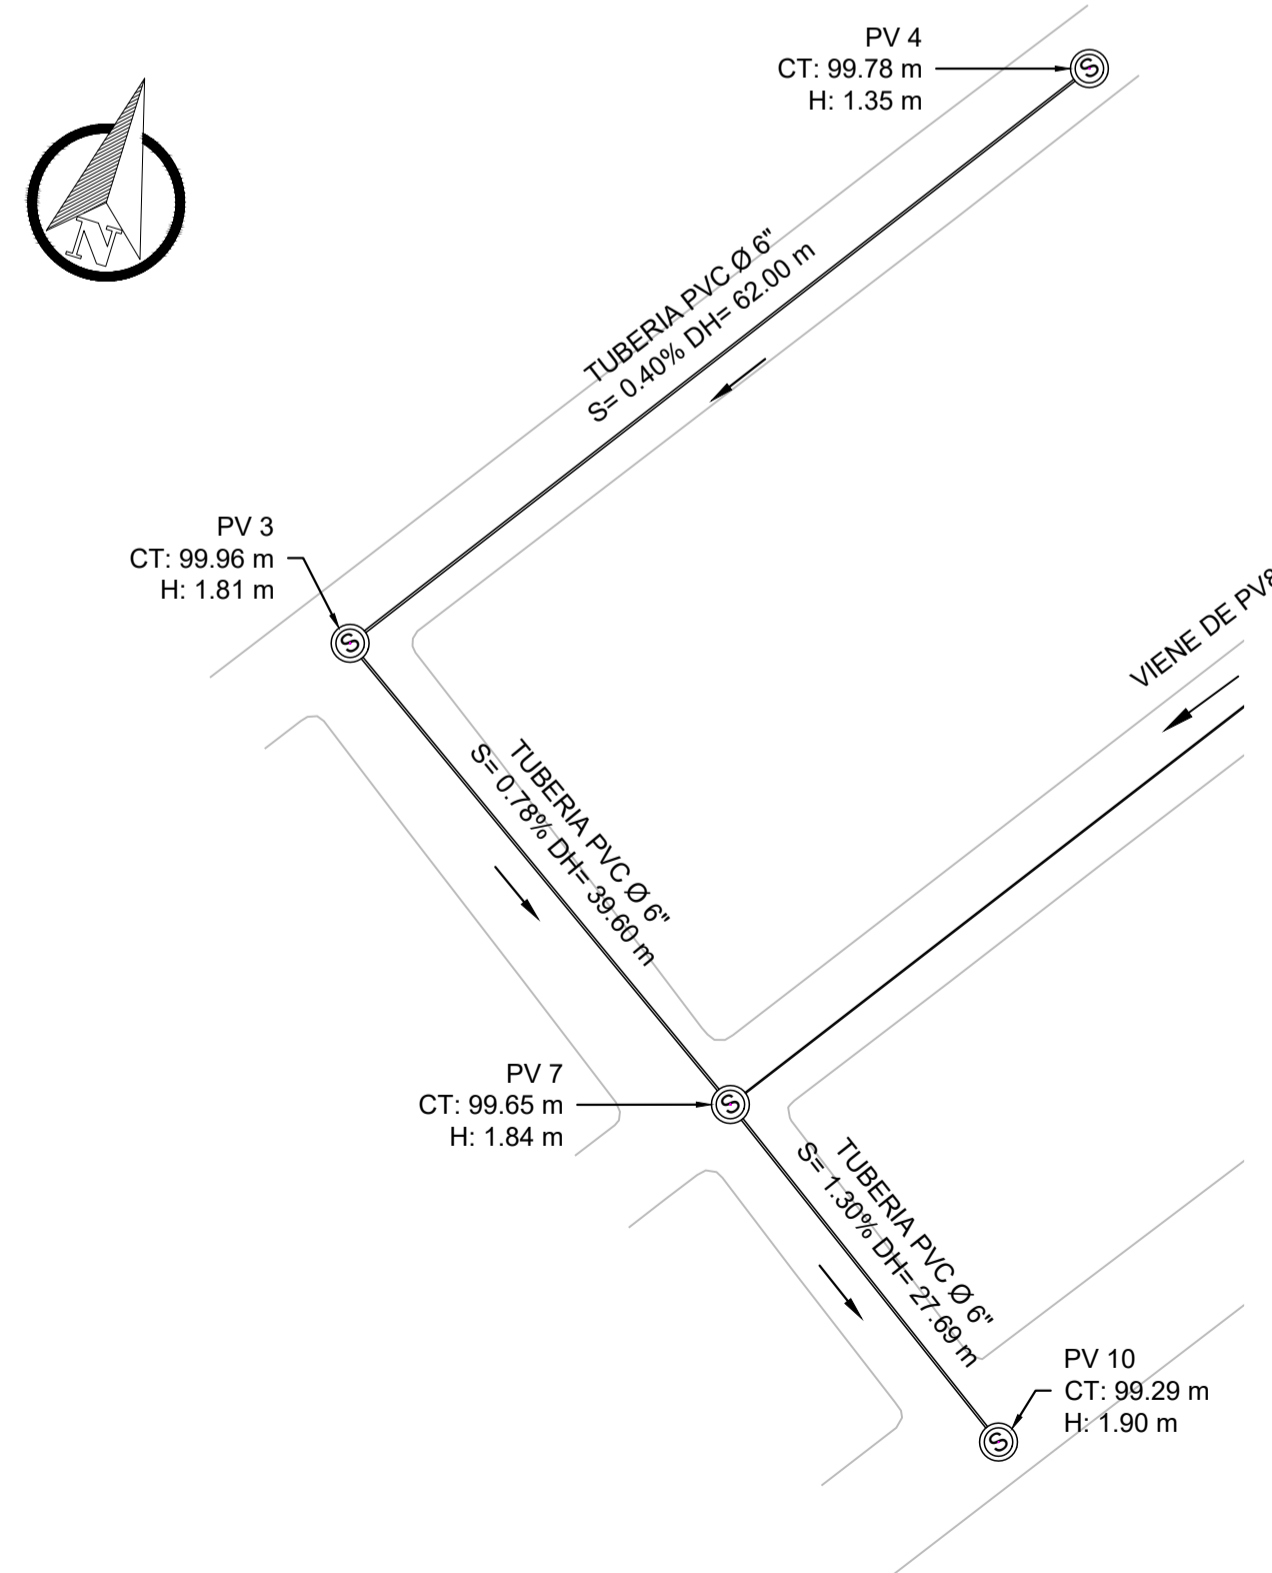 PV 4
CT: 99.78 m
H: 1.35 m
N
TUBERIA PVC Ø 6"
S= 0.40% DH= 62.00 m
PV 3
CT: 99.96 m
H: 1.81 m
S
S
VIENE DE PV8
TUBERIA PVC Ø 6"
S= 0.78% DH= 39.60 m
PV 7
CT: 99.65 m
H: 1.84 m
S
TUBERIA PVC Ø 6"
S= 1.30% DH= 27.69 m
PV 10
CT: 99.29 m
H: 1.90 m
S